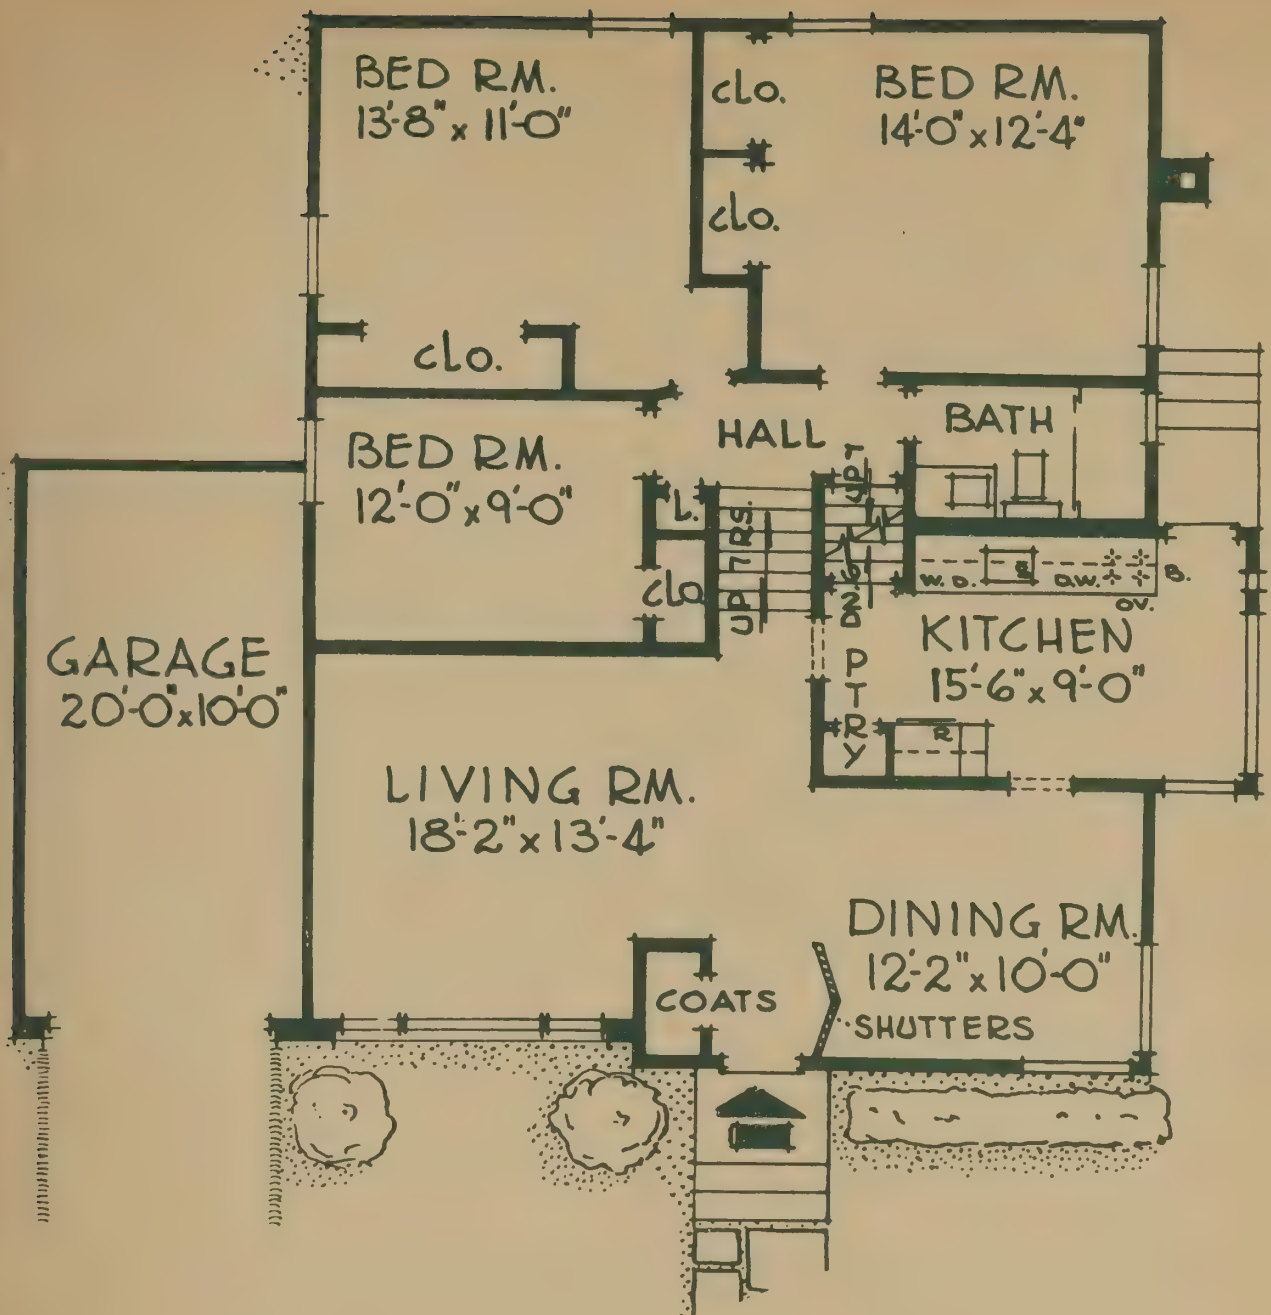 BED RM.
13'-8" x 11'-0"
CLO.
CLO.
BED RM.
14'-0" x 12'-4"
CLO.
BED RM.
12'-0" x 9'-0"
HALL
BATH
L.
CLO
UP 7 RS.
UP
D
W. D.
S
D.W.
OV.
B.
KITCHEN
15'-6" x 9'-0"
PTRY
R
GARAGE
20'-0" x 10'-0"
LIVING RM.
18'-2" x 13'-4"
DINING RM.
12'-2" x 10'-0"
COATS
SHUTTERS